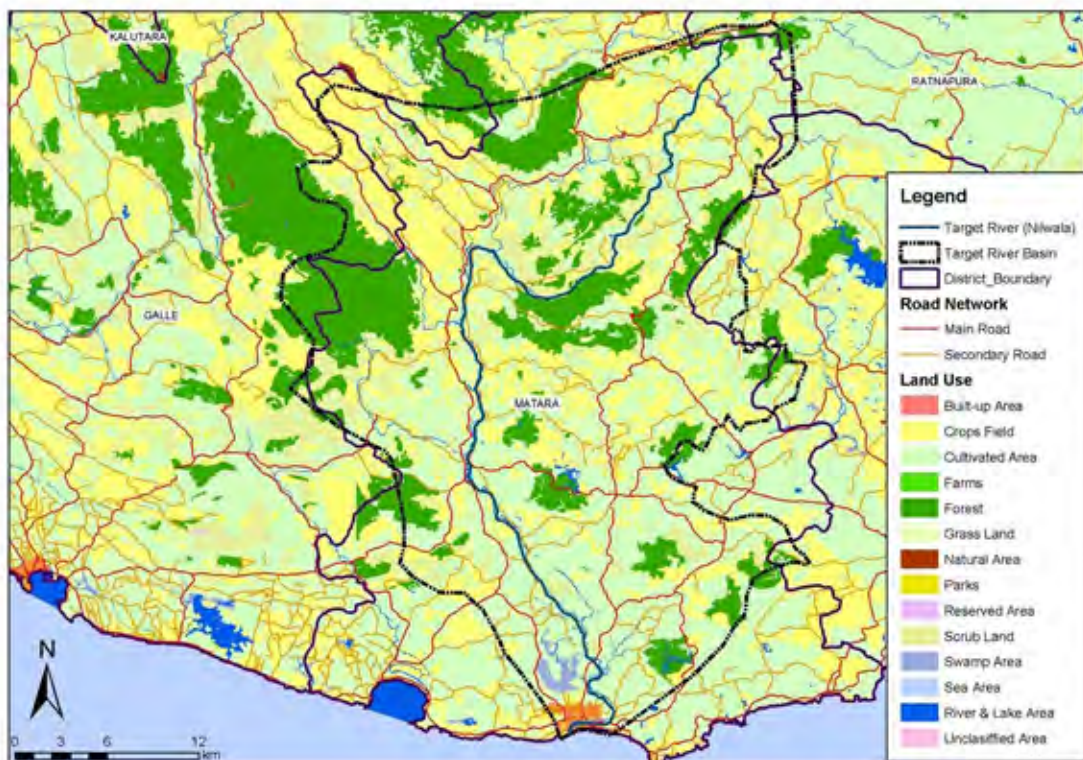 KALUTARA
RATNAPURA
GALLE
MATARA
Legend
Target River (Nilwala)
Target River Basin
District_Boundary
Road Network
Main Road
Secondary Road
Land Use
Built-up Area
Crops Field
Cultivated Area
Farms
Forest
Grass Land
Natural Area
Parks
Reserved Area
Scrub Land
Swamp Area
Sea Area
River & Lake Area
Unclasiffied Area
N
0 3 6 12
km